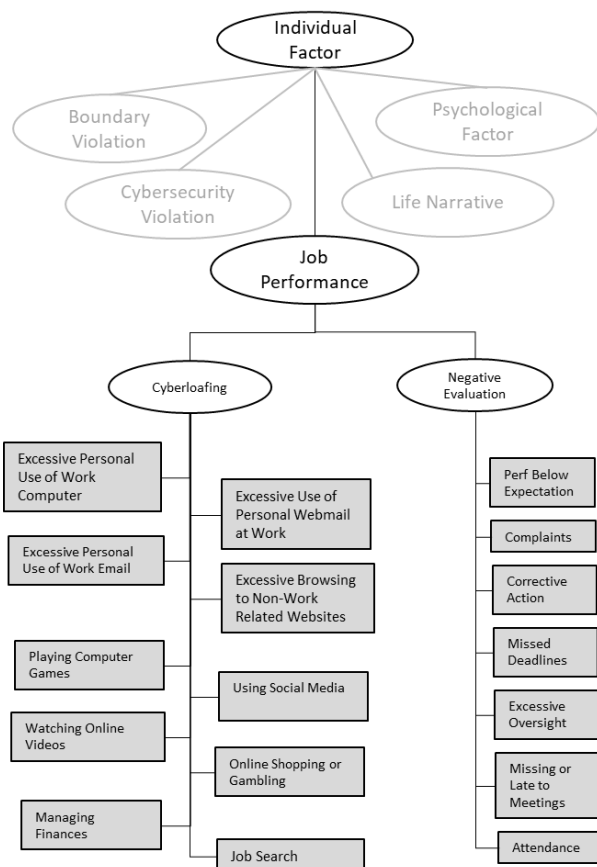 Individual
Factor
Boundary
Violation
Psychological
Factor
Cybersecurity
Violation
Life Narrative
Job
Performance
Cyberloafing
Negative
Evaluation
Excessive Personal
Use of Work
Computer
Excessive Use of
Personal Webmail
at Work
Excessive Personal
Use of Work Email
Excessive Browsing
to Non-Work
Related Websites
Playing Computer
Games
Using Social Media
Watching Online
Videos
Online Shopping or
Gambling
Managing
Finances
Job Search
Perf Below
Expectation
Complaints
Corrective
Action
Missed
Deadlines
Excessive
Oversight
Missing or
Late to
Meetings
Attendance